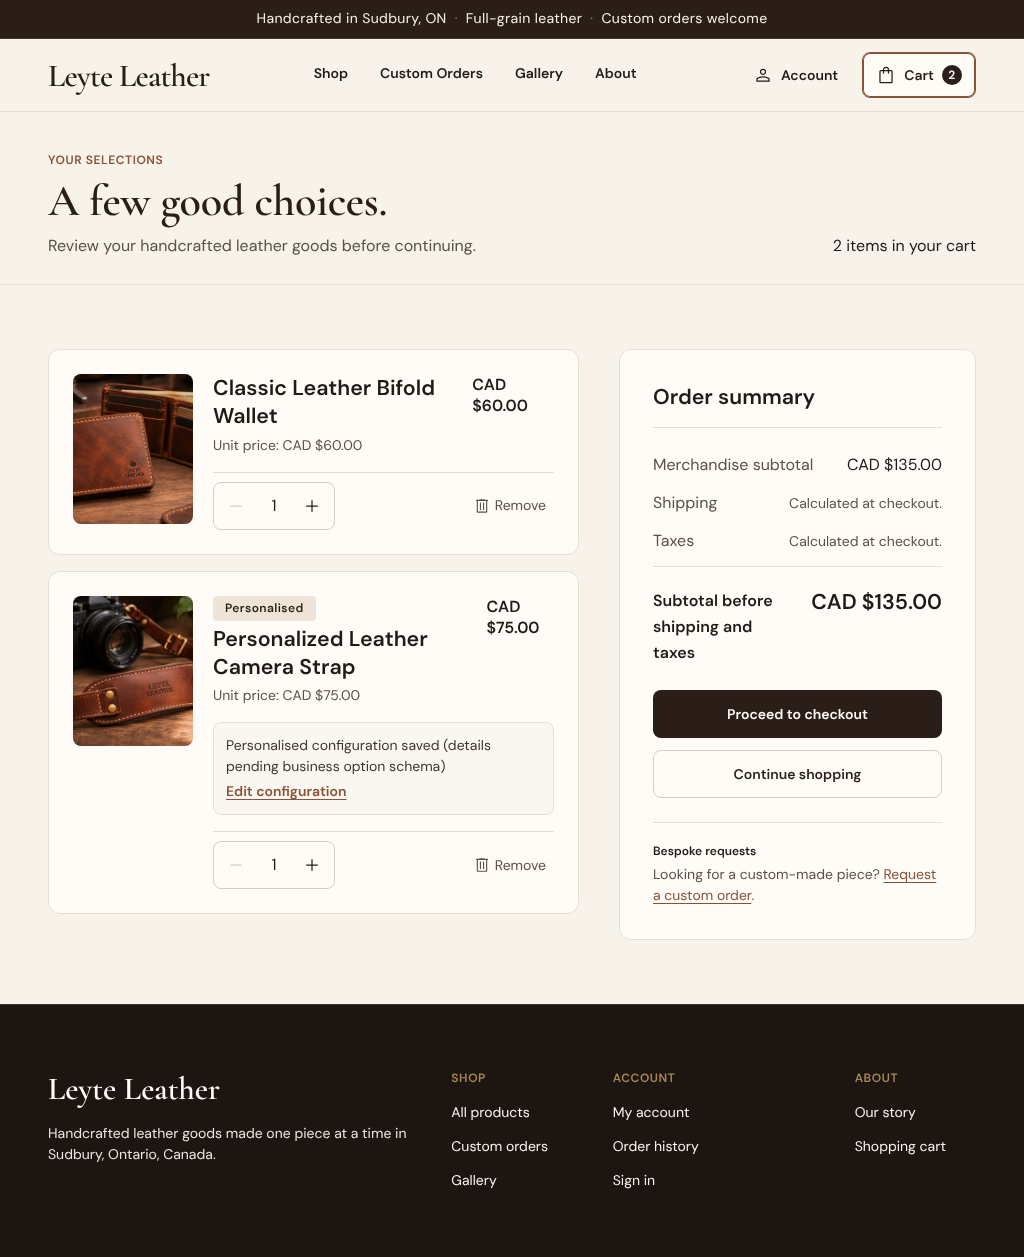 Handcrafted in Sudbury, ON · Full-grain leather · Custom orders welcome
Leyte Leather
Shop
Custom Orders
Gallery
About
Account
Cart
2
YOUR SELECTIONS
A few good choices.
Review your handcrafted leather goods before continuing.
2 items in your cart
Classic Leather Bifold
Wallet
CAD
$60.00
Unit price: CAD $60.00
1
Remove
Personalised
Personalized Leather
Camera Strap
CAD
$75.00
Unit price: CAD $75.00
LEYTE
LEATHER
Personalised configuration saved (details
pending business option schema)
Edit configuration
1
Remove
Order summary
Merchandise subtotal CAD $135.00
Shipping Calculated at checkout.
Taxes Calculated at checkout.
Subtotal before
shipping and
taxes
CAD $135.00
Proceed to checkout
Continue shopping
Bespoke requests
Looking for a custom-made piece? Request
a custom order.
Leyte Leather
Handcrafted leather goods made one piece at a time in
Sudbury, Ontario, Canada.
SHOP
All products
Custom orders
Gallery
ACCOUNT
My account
Order history
Sign in
ABOUT
Our story
Shopping cart